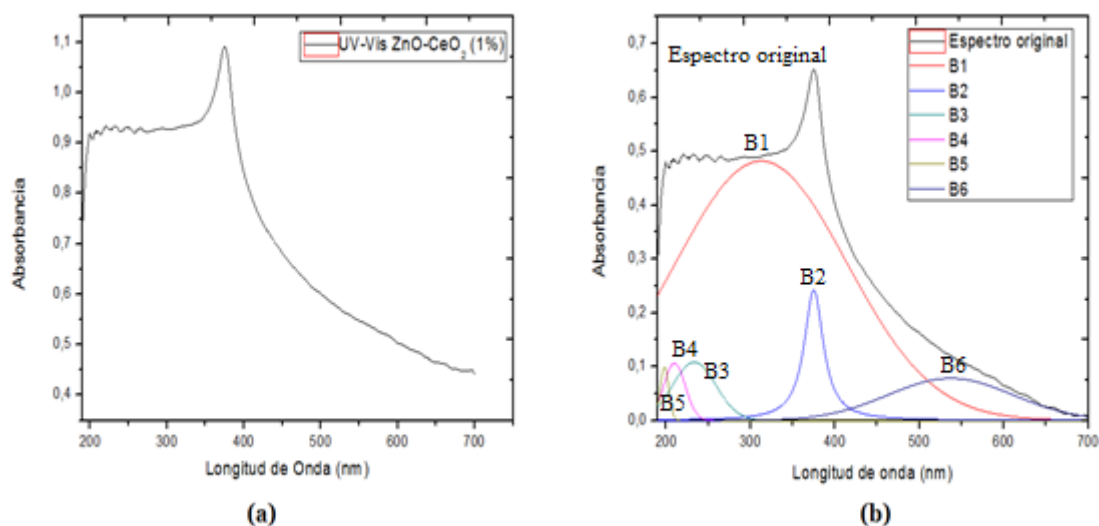 UV-Vis ZnO-CeO₂ (1%)
1,1
1,0
0,9
0,8
0,7
0,6
0,5
0,4
Absorbancia
200 300 400 500 600 700
Longitud de Onda (nm)
(a)
Espectro original
Espectro original
B1
B2
B3
B4
B5
B6
B1
B2
B4
B3
B5
B6
0,7
0,6
0,5
0,4
0,3
0,2
0,1
0,0
Absorbancia
200 300 400 500 600 700
Longitud de onda (nm)
(b)